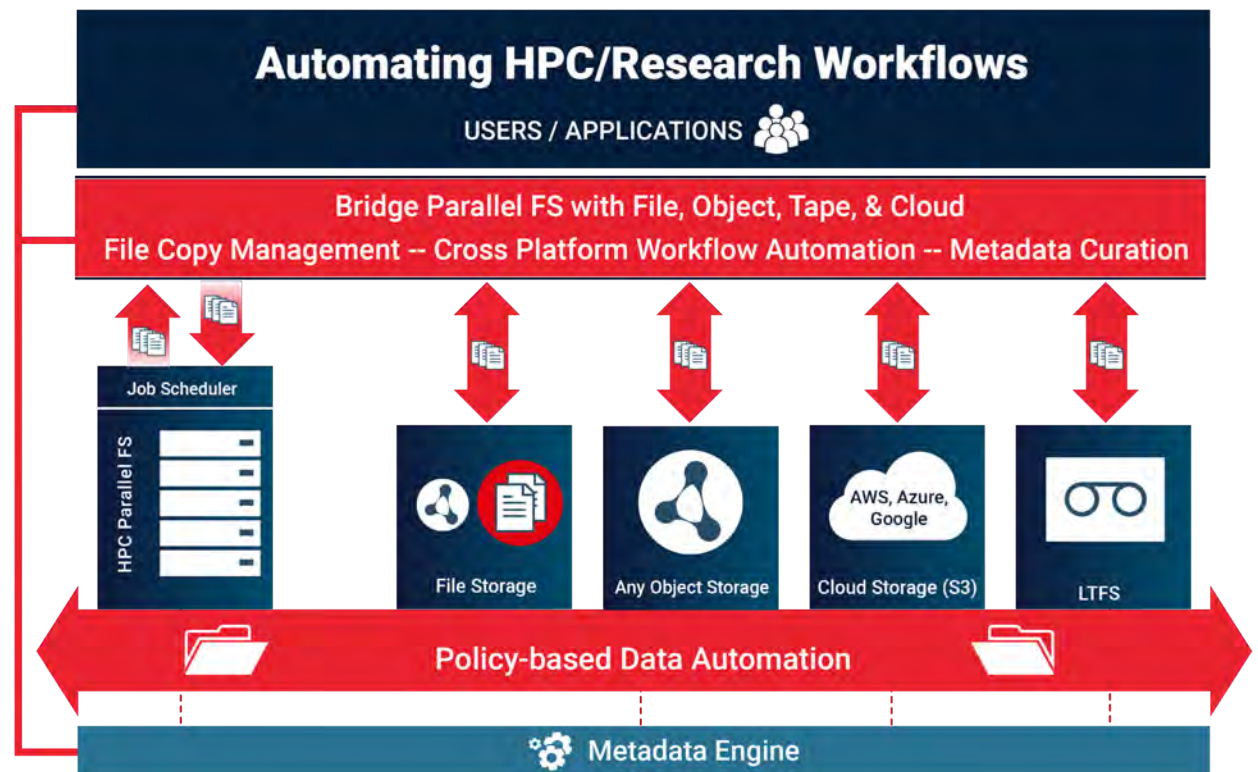 Automating HPC/Research Workflows
USERS / APPLICATIONS
Bridge Parallel FS with File, Object, Tape, & Cloud
File Copy Management -- Cross Platform Workflow Automation -- Metadata Curation
Job Scheduler
HPC Parallel FS
File Storage
Any Object Storage
AWS, Azure,
Google
Cloud Storage (S3)
LTFS
Policy-based Data Automation
Metadata Engine